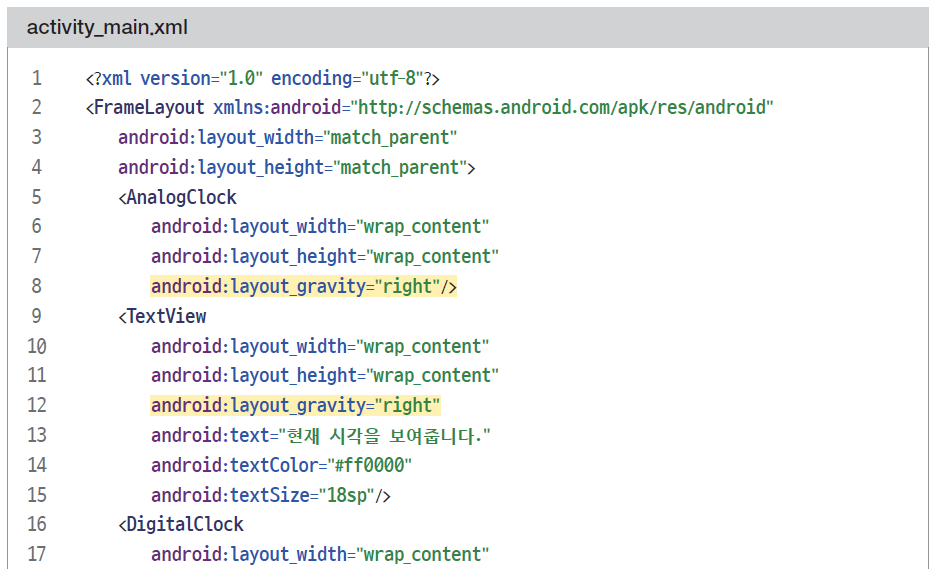 activity_main.xml
1 <?xml version="1.0" encoding="utf-8"?>
2 <FrameLayout xmlns:android="http://schemas.android.com/apk/res/android"
3 android:layout_width="match_parent"
4 android:layout_height="match_parent">
5 <AnalogClock
6 android:layout_width="wrap_content"
7 android:layout_height="wrap_content"
8 android:layout_gravity="right"/>
9 <TextView
10 android:layout_width="wrap_content"
11 android:layout_height="wrap_content"
12 android:layout_gravity="right"
13 android:text="현재 시각을 보여줍니다."
14 android:textColor="#ff0000"
15 android:textSize="18sp"/>
16 <DigitalClock
17 android:layout_width="wrap_content"